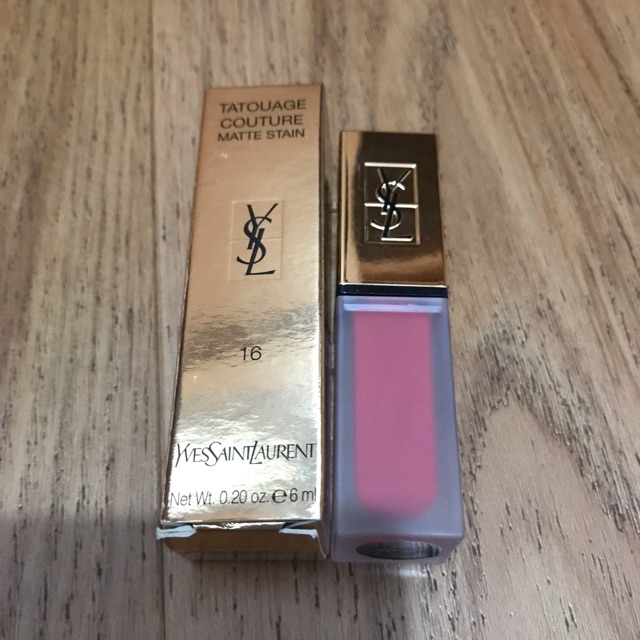 TATOUAGE
COUTURE
MATTE STAIN
YSL
16
YVESSAINTLAURENT
Net Wt. 0.20 oz. ℮ 6 ml
YSL